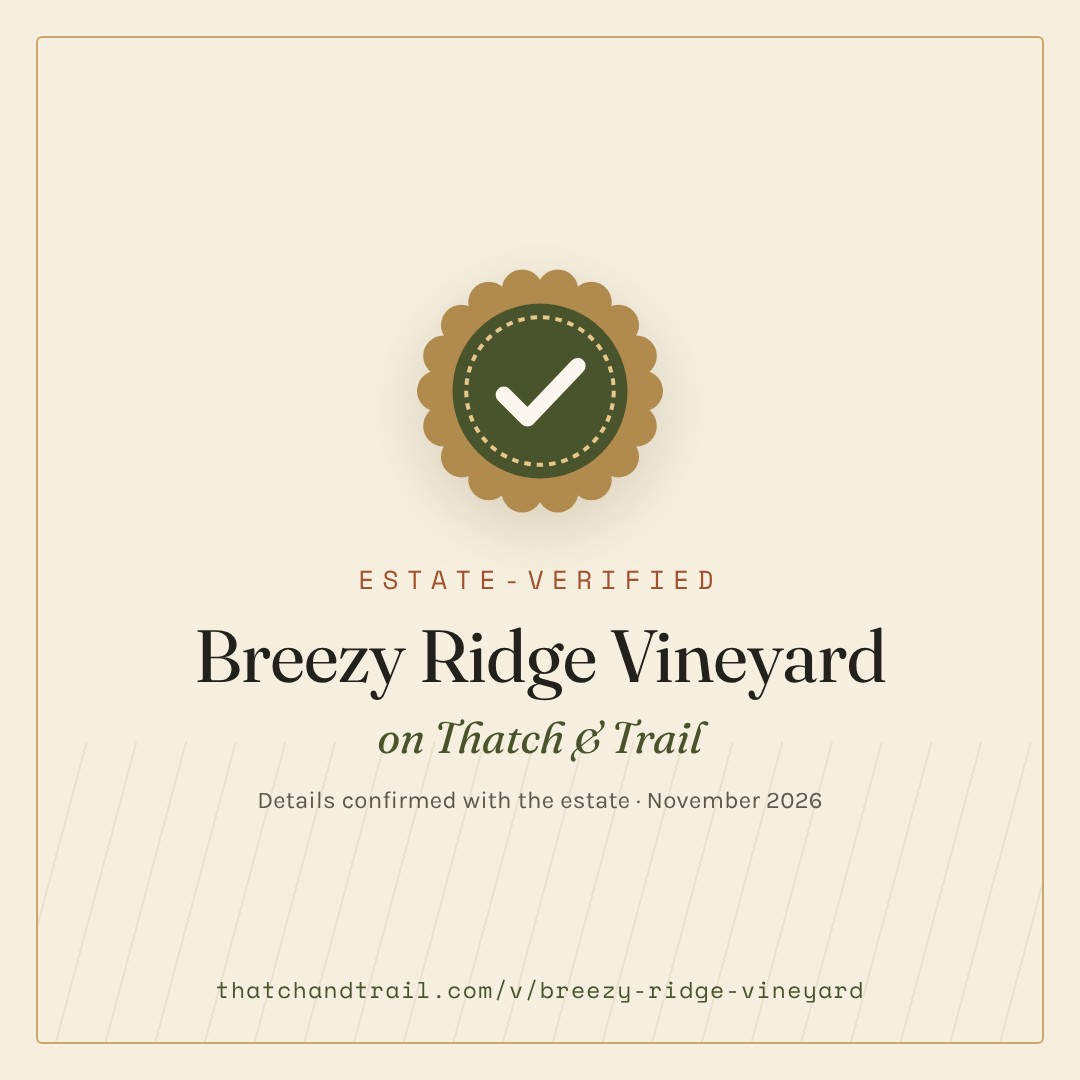 ESTATE-VERIFIED
Breezy Ridge Vineyard
on Thatch & Trail
Details confirmed with the estate · November 2026
thatchandtrail.com/v/breezy-ridge-vineyard